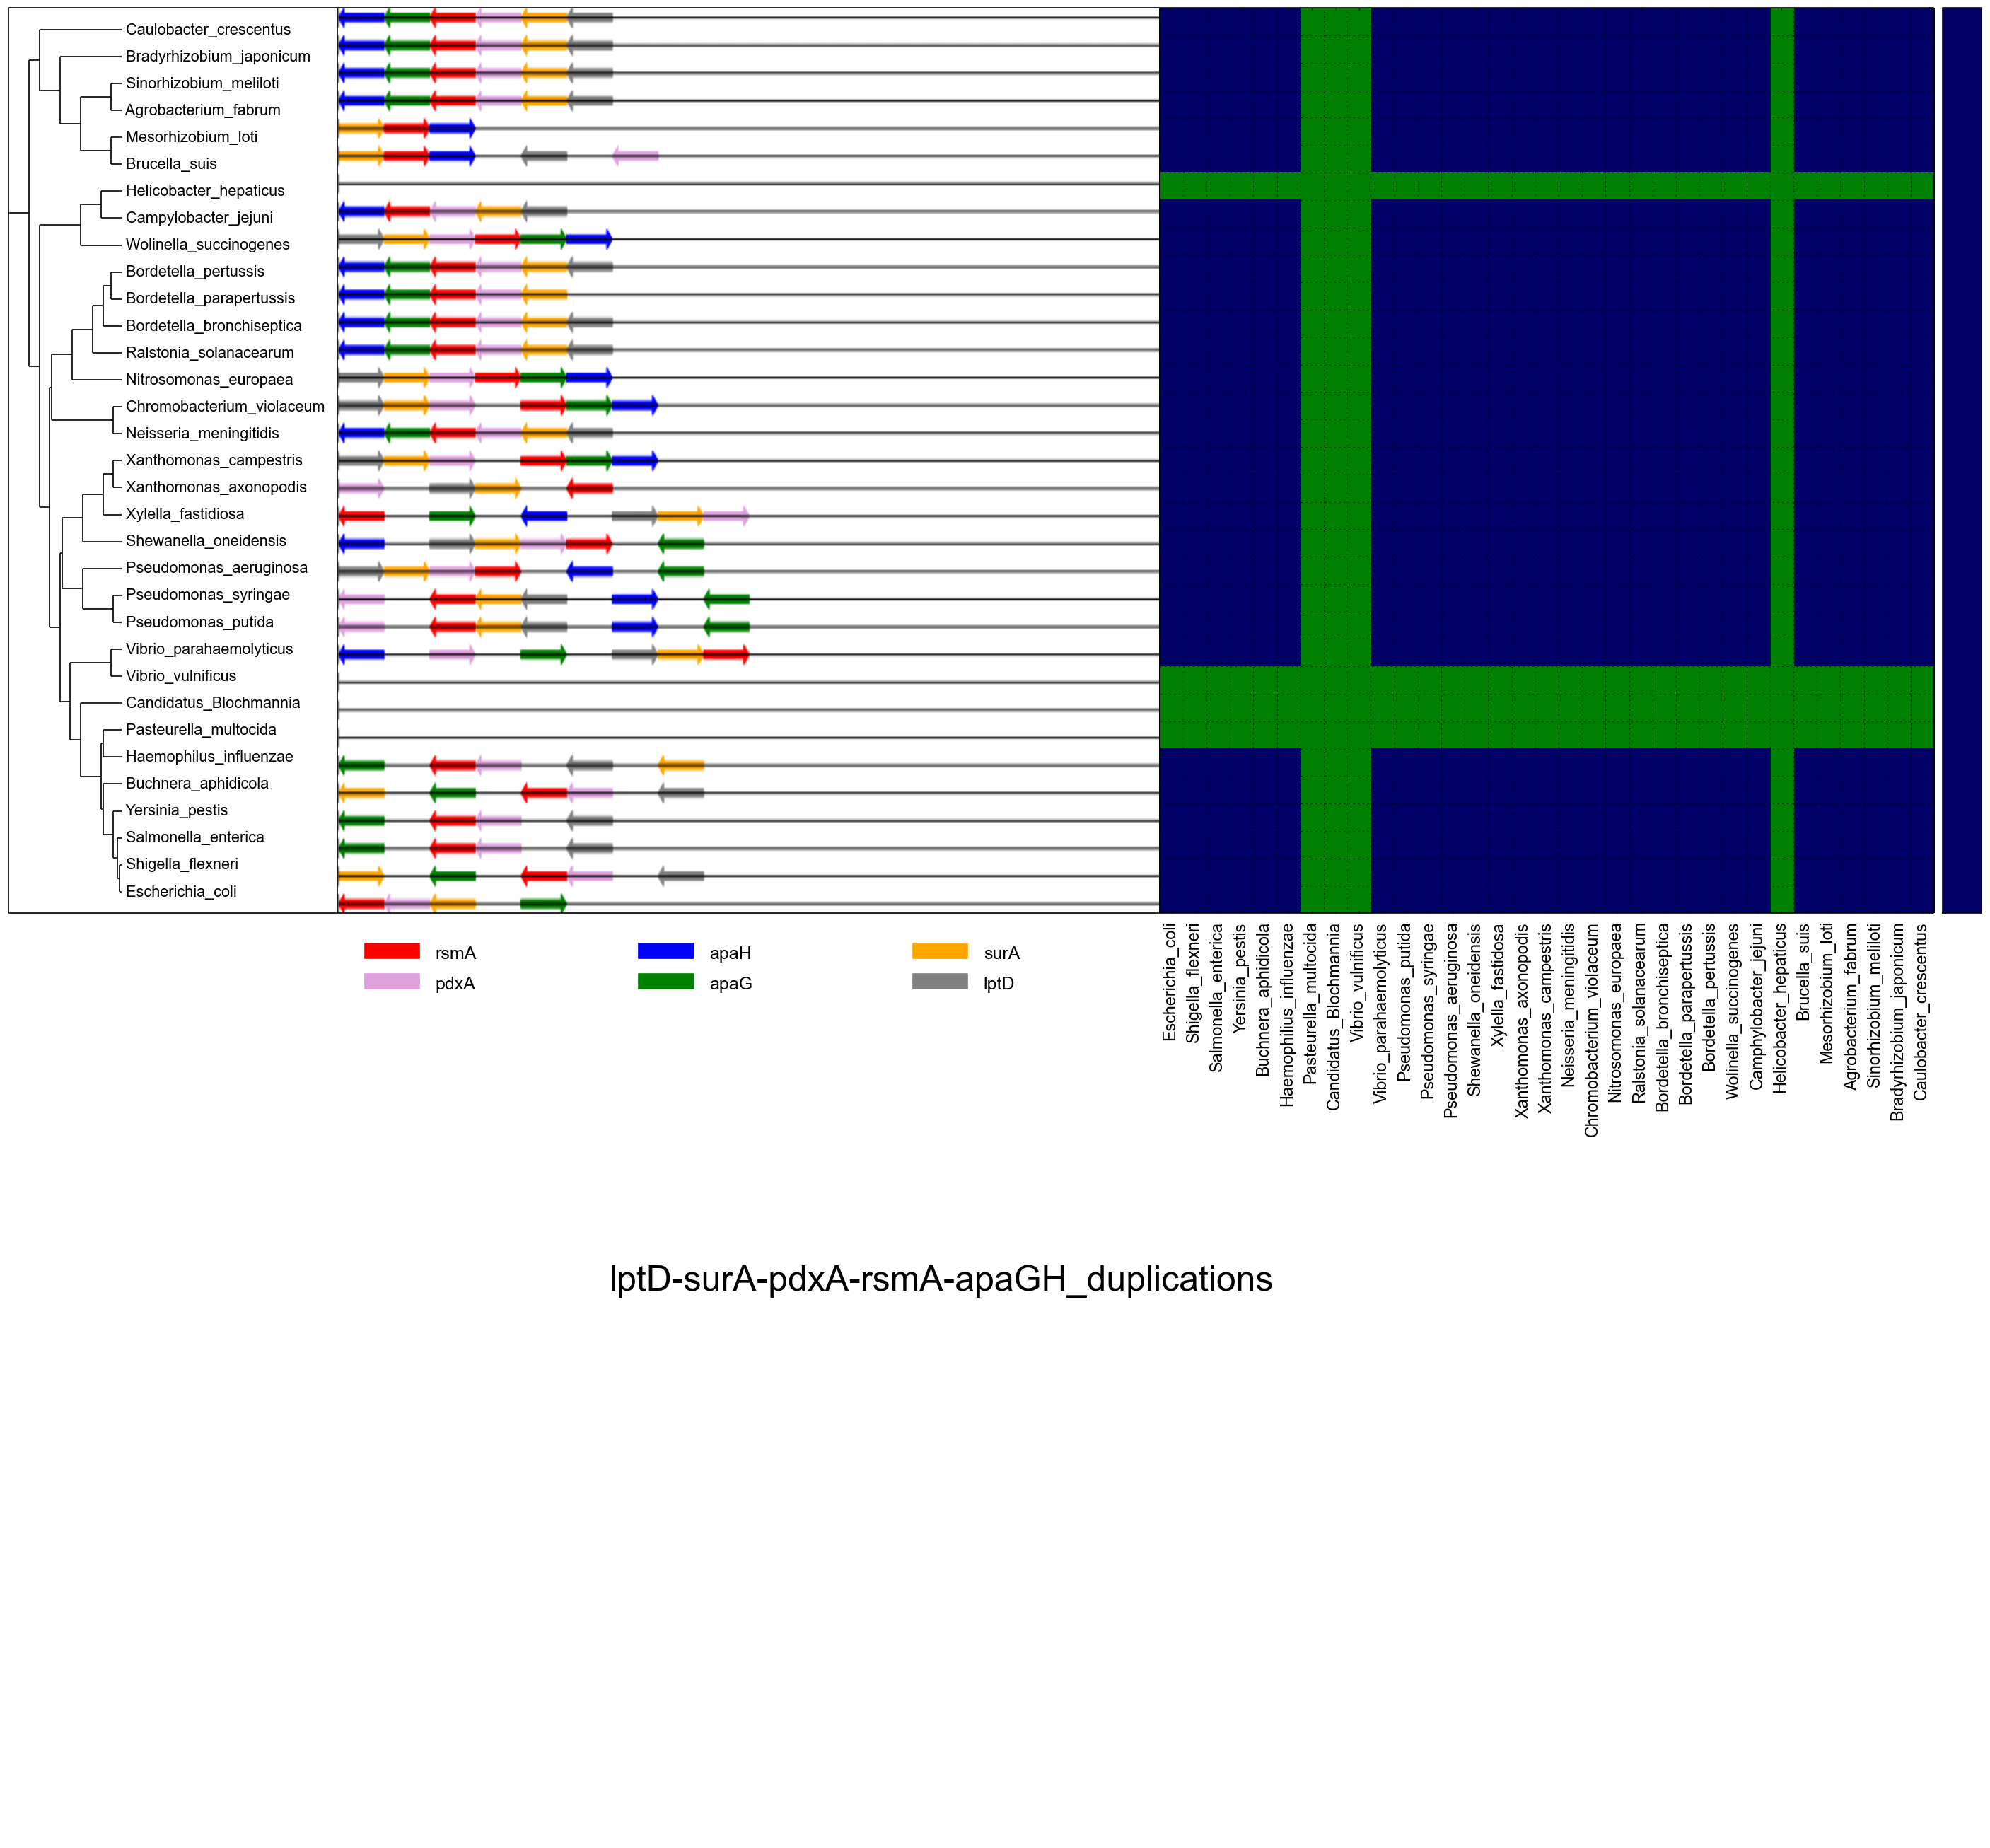 Caulobacter_crescentus
Bradyrhizobium_japonicum
Sinorhizobium_meliloti
Agrobacterium_fabrum
Mesorhizobium_loti
Brucella_suis
Helicobacter_hepaticus
Campylobacter_jejuni
Wolinella_succinogenes
Bordetella_pertussis
Bordetella_parapertussis
Bordetella_bronchiseptica
Ralstonia_solanacearum
Nitrosomonas_europaea
Chromobacterium_violaceum
Neisseria_meningitidis
Xanthomonas_campestris
Xanthomonas_axonopodis
Xylella_fastidiosa
Shewanella_oneidensis
Pseudomonas_aeruginosa
Pseudomonas_syringae
Pseudomonas_putida
Vibrio_parahaemolyticus
Vibrio_vulnificus
Candidatus_Blochmannia
Pasteurella_multocida
Haemophilus_influenzae
Buchnera_aphidicola
Yersinia_pestis
Salmonella_enterica
Shigella_flexneri
Escherichia_coli
rsmA
apaH
surA
pdxA
apaG
lptD
Escherichia_coli
Shigella_flexneri
Salmonella_enterica
Yersinia_pestis
Buchnera_aphidicola
Haemophilius_influenzae
Pasteurella_multocida
Candidatus_Blochmannia
Vibrio_vulnificus
Vibrio_parahaemolyticus
Pseudomonas_putida
Pseudomonas_syringae
Pseudomonas_aeruginosa
Shewanella_oneidensis
Xylella_fastidosa
Xanthomonas_axonopodis
Xanthomonas_campestris
Neisseria_meningitidis
Chromobacterium_violaceum
Nitrosomonas_europaea
Ralstonia_solanacearum
Bordetella_bronchiseptica
Bordetella_parapertussis
Bordetella_pertussis
Wolinella_succinogenes
Camphylobacter_jejuni
Helicobacter_hepaticus
Brucella_suis
Mesorhizobium_loti
Agrobacterium_fabrum
Sinorhizobium_meliloti
Bradyrhizobium_japonicum
Caulobacter_crescentus
lptD-surA-pdxA-rsmA-apaGH_duplications